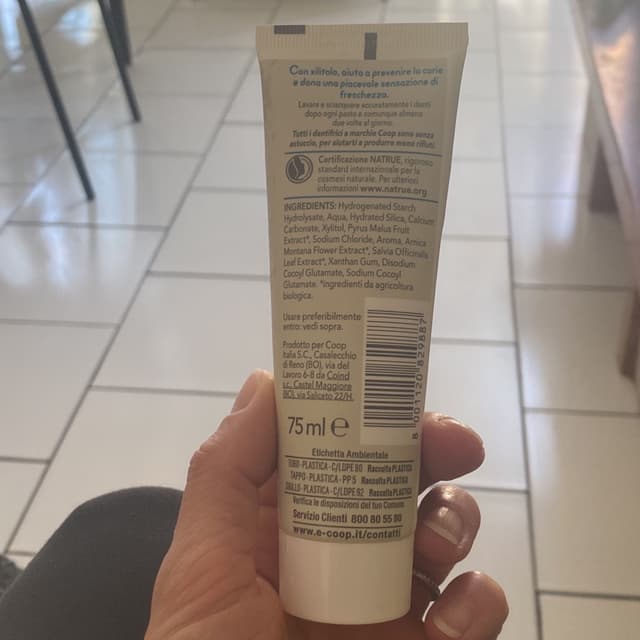 Con xilitolo, aiuta a prevenire la carie
e dona una piacevole sensazione di
freschezza.
Lavare e sciacquare accuratamente i denti
dopo ogni pasto e comunque almeno
due volte al giorno.
Tutti i dentifrici a marchio Coop sono senza
astuccio, per aiutarti a produrre meno rifiuti.
Certificazione NATRUE, rigoroso
standard internazionale per la
cosmesi naturale. Per ulteriori
informazioni www.natrue.org
INGREDIENTS: Hydrogenated Starch
Hydrolysate, Aqua, Hydrated Silica, Calcium
Carbonate, Xylitol, Pyrus Malus Fruit
Extract*, Sodium Chloride, Aroma, Arnica
Montana Flower Extract*, Salvia Officinalis
Leaf Extract*, Xanthan Gum, Disodium
Cocoyl Glutamate, Sodium Cocoyl
Glutamate. *ingredienti da agricoltura
biologica.
Usare preferibilmente
entro: vedi sopra.
Prodotto per Coop
Italia S.C., Casalecchio
di Reno (BO), via del
Lavoro 6-8 da Coind
s.c. Castel Maggiore
(BO), via Saliceto 22/H.
8 001120 829887
75 ml e
Etichetta Ambientale
TUBO - PLASTICA - C/LDPE 90 Raccolta PLASTICA
TAPPO - PLASTICA - PP 5 Raccolta PLASTICA
SIGILLO - PLASTICA - C/LDPE 92 Raccolta PLASTICA
Verifica le disposizioni del tuo Comune
Servizio Clienti 800 80 55 80
www.e-coop.it/contatti